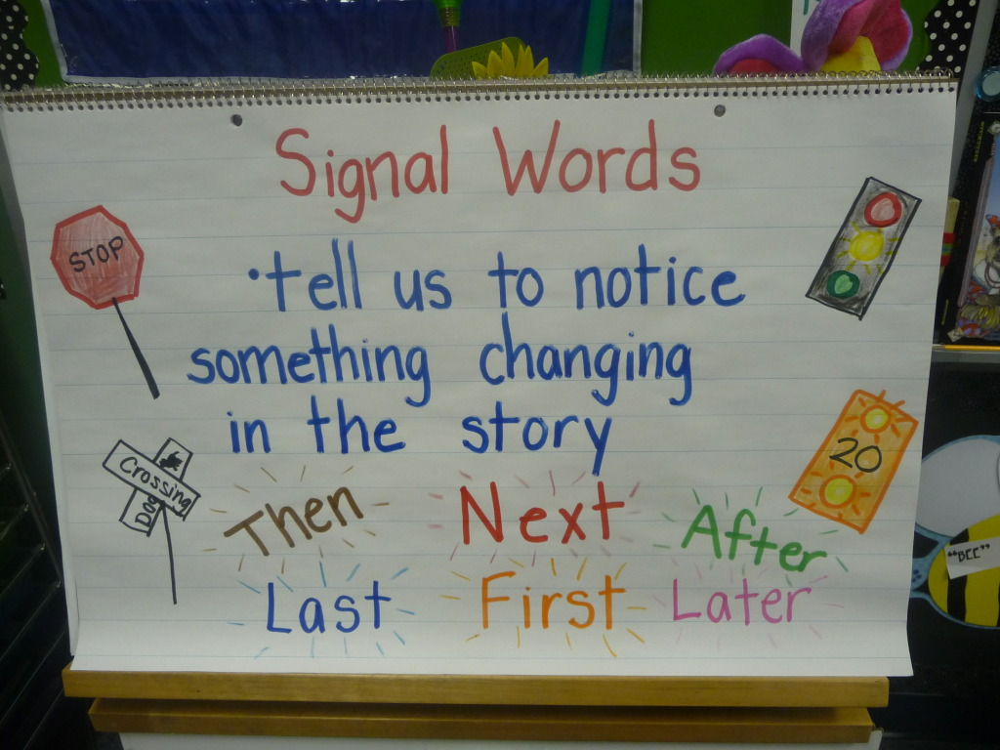 Signal Words
•tell us to notice
something changing
in the story
Then Next After
Last First Later
STOP
Crossing
Dog
20
"BEE"